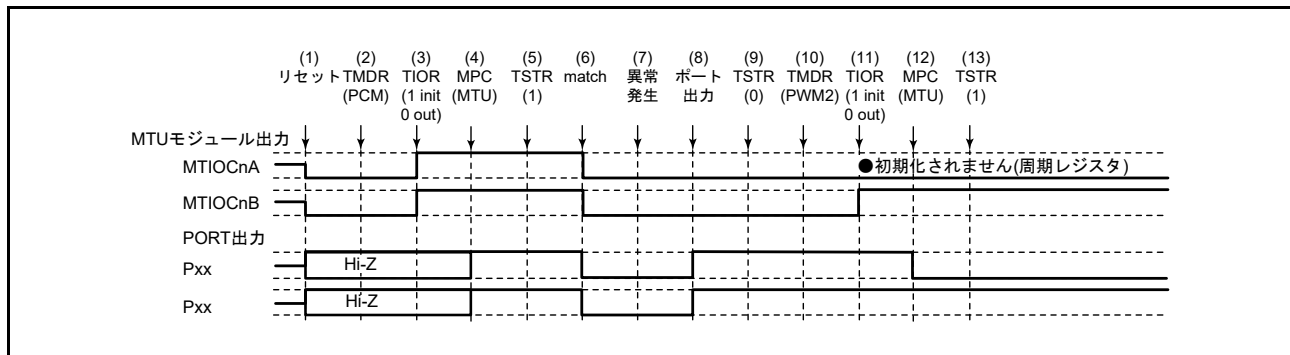 (1) (2) (3) (4) (5) (6) (7) (8) (9) (10) (11) (12) (13)
リセット TMDR TIOR MPC TSTR match 異常 ポート TSTR TMDR TIOR MPC TSTR
(PCM) (1 init (MTU) (1) 発生 出力 (0) (PWM2) (1 init (MTU) (1)
0 out) 0 out)
MTUモジュール出力
MTIOCnA ●初期化されません(周期レジスタ)
MTIOCnB
PORT出力
Pxx Hi-Z
Pxx Hi-Z